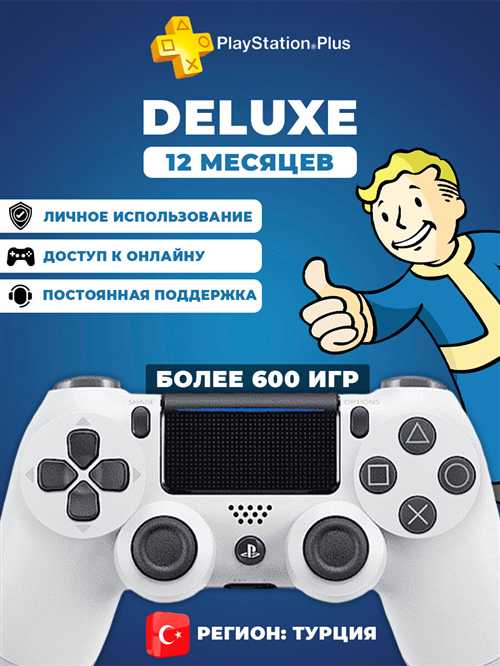 PlayStation®Plus
DELUXE
12 МЕСЯЦЕВ
ЛИЧНОЕ ИСПОЛЬЗОВАНИЕ
ДОСТУП К ОНЛАЙНУ
ПОСТОЯННАЯ ПОДДЕРЖКА
БОЛЕЕ 600 ИГР
SHARE
OPTIONS
РЕГИОН: ТУРЦИЯ